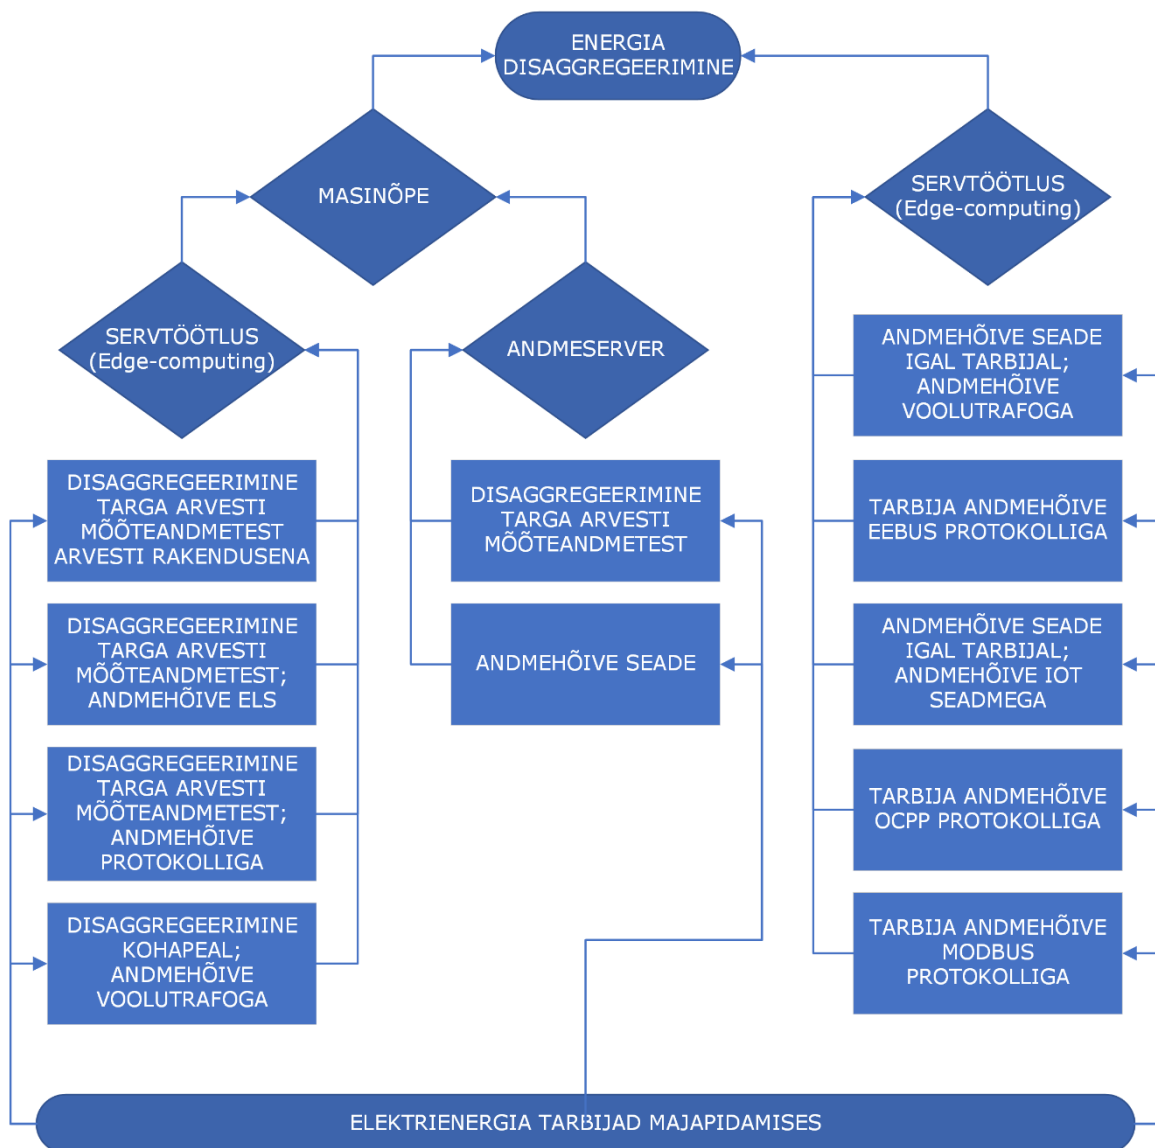 ENERGIA
DISAGGREGEERIMINE
MASINÕPE
SERVTÖÖTLUS
(Edge-computing)
SERVTÖÖTLUS
(Edge-computing)
ANDMESERVER
DISAGGREGEERIMINE
TARGA ARVESTI
MÕÕTEANDMETEST
ARVESTI RAKENDUSENA
DISAGGREGEERIMINE
TARGA ARVESTI
MÕÕTEANDMETEST;
ANDMEHÕIVE ELS
DISAGGREGEERIMINE
TARGA ARVESTI
MÕÕTEANDMETEST;
ANDMEHÕIVE
PROTOKOLLIGA
DISAGGREGEERIMINE
KOHAPEAL;
ANDMEHÕIVE
VOOLUTRAFOGA
DISAGGREGEERIMINE
TARGA ARVESTI
MÕÕTEANDMETEST
ANDMEHÕIVE SEADE
ANDMEHÕIVE SEADE
IGAL TARBIJAL;
ANDMEHÕIVE
VOOLUTRAFOGA
TARBIJA ANDMEHÕIVE
EEBUS PROTOKOLLIGA
ANDMEHÕIVE SEADE
IGAL TARBIJAL;
ANDMEHÕIVE IOT
SEADMEGA
TARBIJA ANDMEHÕIVE
OCPP PROTOKOLLIGA
TARBIJA ANDMEHÕIVE
MODBUS
PROTOKOLLIGA
ELEKTRIENERGIA TARBIJAD MAJAPIDAMISES